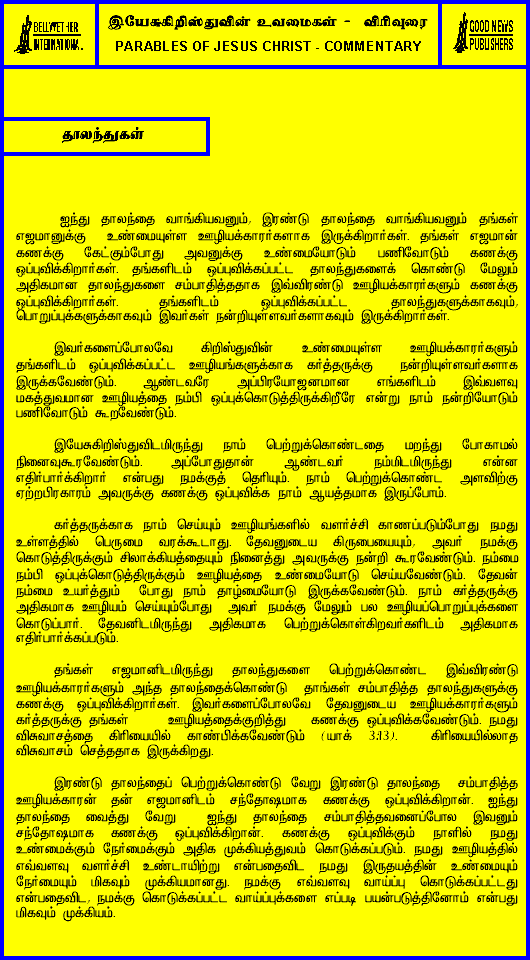 BELLWETHER
INTERNATIONAL
இயேசுகிறிஸ்துவின் உவமைகள் - விரிவுரை
PARABLES OF JESUS CHRIST - COMMENTARY
GOOD NEWS
PUBLISHERS
தாலந்துகள்
ஐந்து தாலந்தை வாங்கியவனும், இரண்டு தாலந்தை வாங்கியவனும் தங்கள்
எஜமானுக்கு உண்மையுள்ள ஊழியக்காரர்களாக இருக்கிறார்கள். தங்கள் எஜமான்
கணக்கு கேட்கும்போது அவனுக்கு உண்மையோடும் பணிவோடும் கணக்கு
ஒப்புவிக்கிறார்கள். தங்களிடம் ஒப்புவிக்கப்பட்ட தாலந்துகளைக் கொண்டு மேலும்
அதிகமான தாலந்துகளை சம்பாதித்ததாக இவ்விரண்டு ஊழியக்காரர்களும் கணக்கு
ஒப்புவிக்கிறார்கள். தங்களிடம் ஒப்புவிக்கப்பட்ட தாலந்துகளுக்காகவும்,
பொறுப்புக்களுக்காகவும் இவர்கள் நன்றியுள்ளவர்களாகவும் இருக்கிறார்கள்.
இவர்களைப்போலவே கிறிஸ்துவின் உண்மையுள்ள ஊழியக்காரர்களும்
தங்களிடம் ஒப்புவிக்கப்பட்ட ஊழியங்களுக்காக கர்த்தருக்கு நன்றியுள்ளவர்களாக
இருக்கவேண்டும். ஆண்டவரே அப்பிரயோஜனமான எங்களிடம் இவ்வளவு
மகத்துவமான ஊழியத்தை நம்பி ஒப்புக்கொடுத்திருக்கிறீரே என்று நாம் நன்றியோடும்
பணிவோடும் கூறவேண்டும்.
இயேசுகிறிஸ்துவிடமிருந்து நாம் பெற்றுக்கொண்டதை மறந்து போகாமல்
நினைவுகூரவேண்டும். அப்போதுதான் ஆண்டவர் நம்மிடமிருந்து என்ன
எதிர்பார்க்கிறார் என்பது நமக்குத் தெரியும். நாம் பெற்றுக்கொண்ட அளவிற்கு
ஏற்றபிரகாரம் அவருக்கு கணக்கு ஒப்புவிக்க நாம் ஆயத்தமாக இருப்போம்.
கர்த்தருக்காக நாம் செய்யும் ஊழியங்களில் வளர்ச்சி காணப்படும்போது நமது
உள்ளத்தில் பெருமை வரக்கூடாது. தேவனுடைய கிருபையையும், அவர் நமக்கு
கொடுத்திருக்கும் சிலாக்கியத்தையும் நினைத்து அவருக்கு நன்றி கூரவேண்டும். நம்மை
நம்பி ஒப்புக்கொடுத்திருக்கும் ஊழியத்தை உண்மையோடு செய்யவேண்டும். தேவன்
நம்மை உயர்த்தும் போது நாம் தாழ்மையோடு இருக்கவேண்டும். நாம் கர்த்தருக்கு
அதிகமாக ஊழியம் செய்யும்போது அவர் நமக்கு மேலும் பல ஊழியப்பொறுப்புக்களை
கொடுப்பார். தேவனிடமிருந்து அதிகமாக பெற்றுக்கொள்கிறவர்களிடம் அதிகமாக
எதிர்பார்க்கப்படும்.
தங்கள் எஜமானிடமிருந்து தாலந்துகளை பெற்றுக்கொண்ட இவ்விரண்டு
ஊழியக்காரர்களும் அந்த தாலந்தைக்கொண்டு தாங்கள் சம்பாதித்த தாலந்துகளுக்கு
கணக்கு ஒப்புவிக்கிறார்கள். இவர்களைப்போலவே தேவனுடைய ஊழியக்காரர்களும்
கர்த்தருக்கு தங்கள் ஊழியத்தைக்குறித்து கணக்கு ஒப்புவிக்கவேண்டும். நமது
விசுவாசத்தை கிரியையில் காண்பிக்கவேண்டும் (யாக் 3:13). கிரியையில்லாத
விசுவாசம் செத்ததாக இருக்கிறது.
இரண்டு தாலந்தைப் பெற்றுக்கொண்டு வேறு இரண்டு தாலந்தை சம்பாதித்த
ஊழியக்காரன் தன் எஜமானிடம் சந்தோஷமாக கணக்கு ஒப்புவிக்கிறான். ஐந்து
தாலந்தை வைத்து வேறு ஐந்து தாலந்தை சம்பாதித்தவனைப்போல இவனும்
சந்தோஷமாக கணக்கு ஒப்புவிக்கிறான். கணக்கு ஒப்புவிக்கும் நாளில் நமது
உண்மைக்கும் நேர்மைக்கும் அதிக முக்கியத்துவம் கொடுக்கப்படும். நமது ஊழியத்தில்
எவ்வளவு வளர்ச்சி உண்டாயிற்று என்பதைவிட நமது இருதயத்தின் உண்மையும்
நேர்மையும் மிகவும் முக்கியமானது. நமக்கு எவ்வளவு வாய்ப்பு கொடுக்கப்பட்டது
என்பதைவிட, நமக்கு கொடுக்கப்பட்ட வாய்ப்புக்களை எப்படி பயன்படுத்தினோம் என்பது
மிகவும் முக்கியம்.